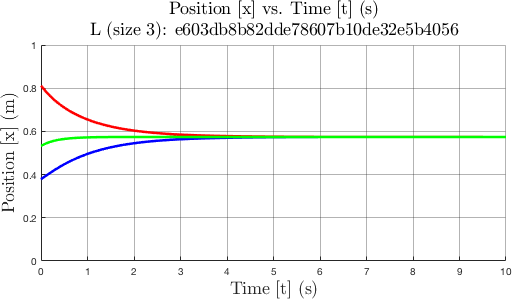 Position [x] vs. Time [t] (s)
L (size 3): e603db8b82dde78607b10de32e5b4056
Position [x] (m)
1
0.8
0.6
0.4
0.2
0
0 1 2 3 4 5 6 7 8 9 10
Time [t] (s)